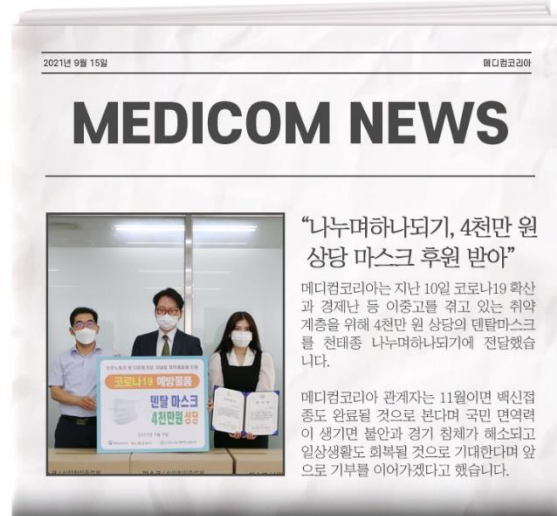 2021년 9월 15일
메디컴코리아
MEDICOM NEWS
“나누며하나되기, 4천만 원
상당 마스크 후원 받아”
메디컴코리아는 지난 10일 코로나19 확산
과 경제난 등 이중고를 겪고 있는 취약
계층을 위해 4천만 원 상당의 덴탈마스크
를 천태종 나누며하나되기에 전달했습
니다.
메디컴코리아 관계자는 11월이면 백신접
종도 완료될 것으로 본다며 국민 면역력
이 생기면 불안과 경기 침체가 해소되고
일상생활도 회복될 것으로 기대한다며 앞
으로 기부를 이어가겠다고 했습니다.
코로나19 예방물품
덴탈 마스크
4천만원상당